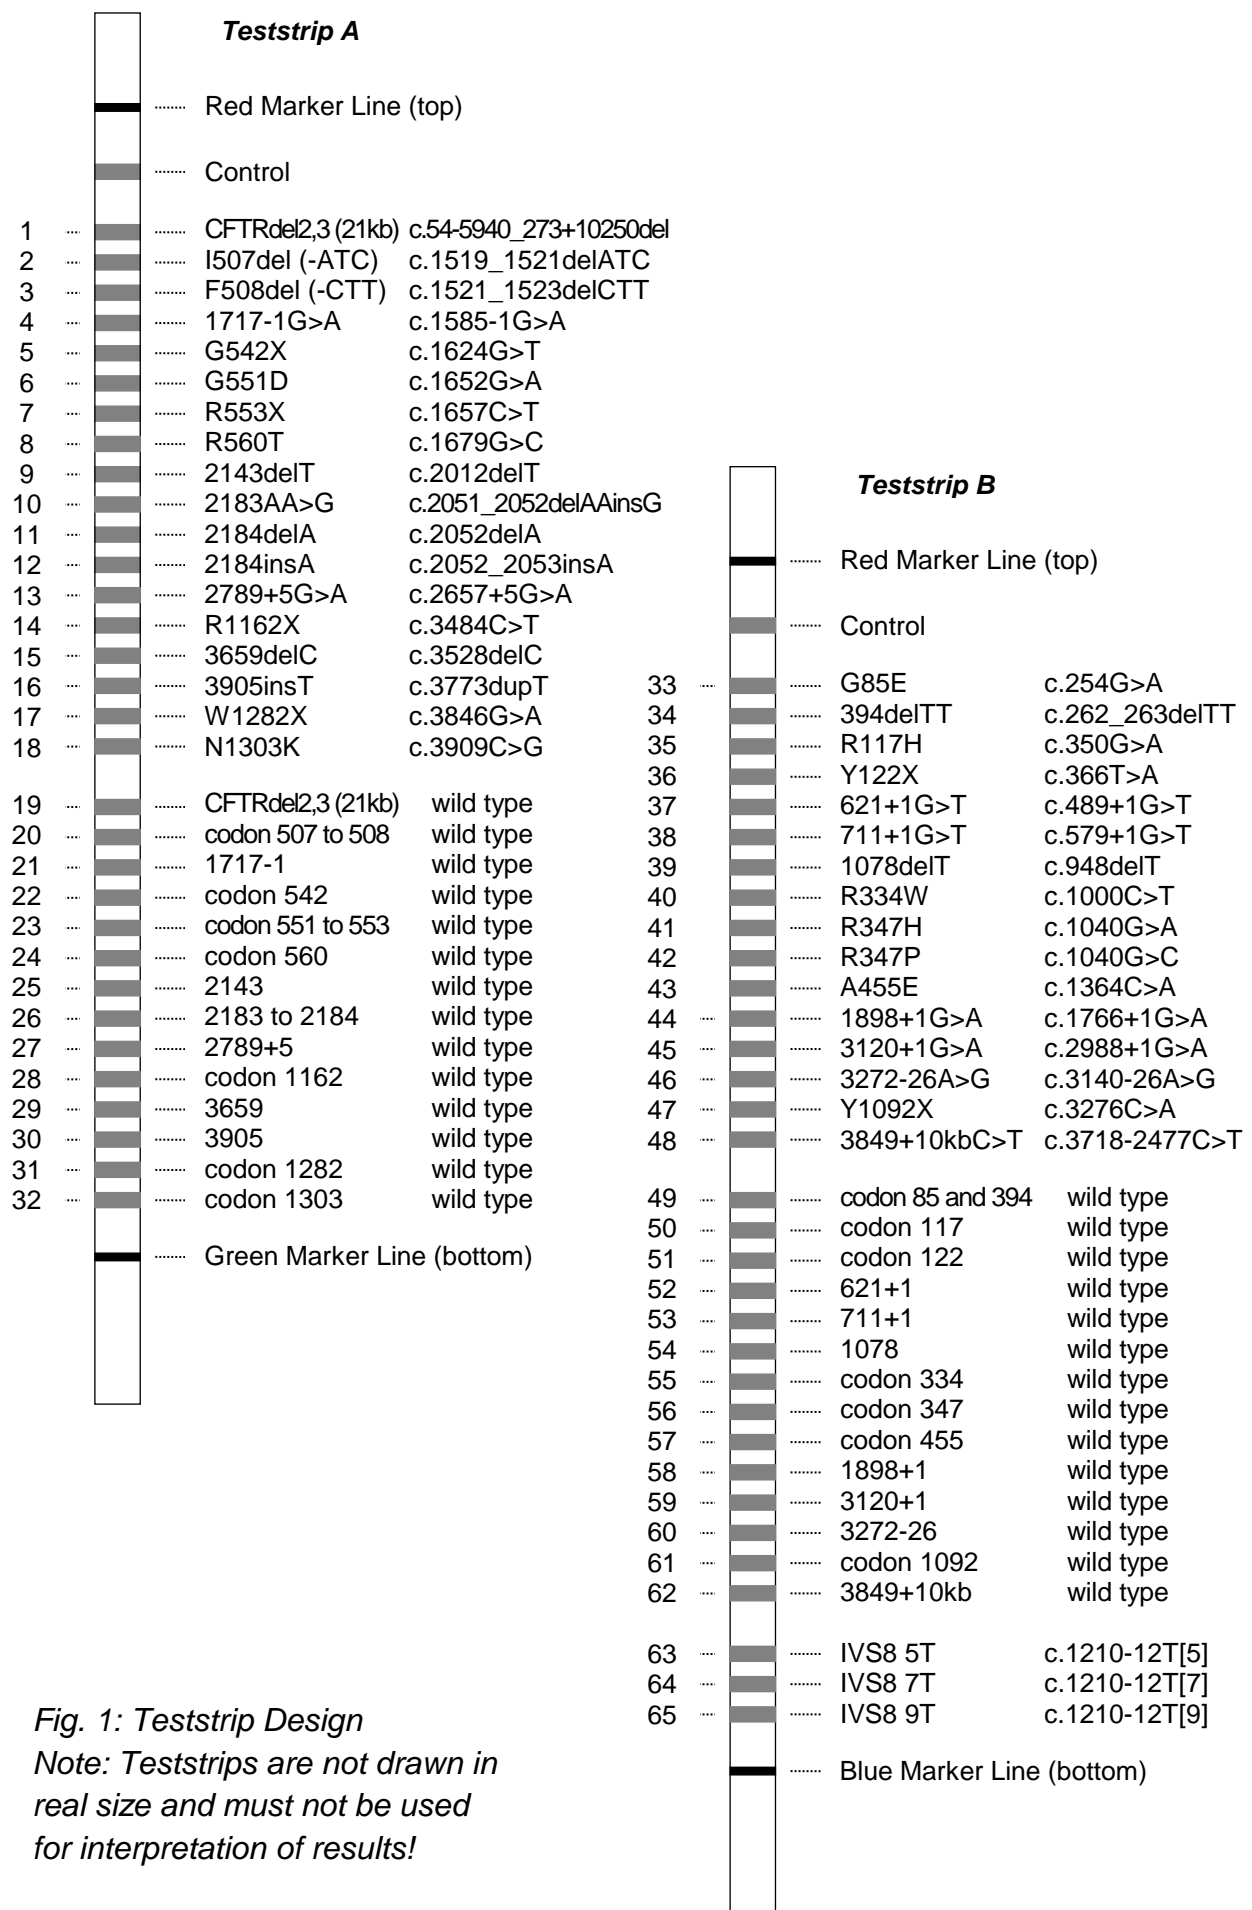 Teststrip A
Red Marker Line (top)
Control
1 CFTRdel2,3 (21kb) c.54-5940_273+10250del
2 I507del (-ATC) c.1519_1521delATC
3 F508del (-CTT) c.1521_1523delCTT
4 1717-1G>A c.1585-1G>A
5 G542X c.1624G>T
6 G551D c.1652G>A
7 R553X c.1657C>T
8 R560T c.1679G>C
9 2143delT c.2012delT
10 2183AA>G c.2051_2052delAAinsG
11 2184delA c.2052delA
12 2184insA c.2052_2053insA
13 2789+5G>A c.2657+5G>A
14 R1162X c.3484C>T
15 3659delC c.3528delC
16 3905insT c.3773dupT
17 W1282X c.3846G>A
18 N1303K c.3909C>G
19 CFTRdel2,3 (21kb) wild type
20 codon 507 to 508 wild type
21 1717-1 wild type
22 codon 542 wild type
23 codon 551 to 553 wild type
24 codon 560 wild type
25 2143 wild type
26 2183 to 2184 wild type
27 2789+5 wild type
28 codon 1162 wild type
29 3659 wild type
30 3905 wild type
31 codon 1282 wild type
32 codon 1303 wild type
Green Marker Line (bottom)
Teststrip B
Red Marker Line (top)
Control
33 G85E c.254G>A
34 394delTT c.262_263delTT
35 R117H c.350G>A
36 Y122X c.366T>A
37 621+1G>T c.489+1G>T
38 711+1G>T c.579+1G>T
39 1078delT c.948delT
40 R334W c.1000C>T
41 R347H c.1040G>A
42 R347P c.1040G>C
43 A455E c.1364C>A
44 1898+1G>A c.1766+1G>A
45 3120+1G>A c.2988+1G>A
46 3272-26A>G c.3140-26A>G
47 Y1092X c.3276C>A
48 3849+10kbC>T c.3718-2477C>T
49 codon 85 and 394 wild type
50 codon 117 wild type
51 codon 122 wild type
52 621+1 wild type
53 711+1 wild type
54 1078 wild type
55 codon 334 wild type
56 codon 347 wild type
57 codon 455 wild type
58 1898+1 wild type
59 3120+1 wild type
60 3272-26 wild type
61 codon 1092 wild type
62 3849+10kb wild type
63 IVS8 5T c.1210-12T[5]
64 IVS8 7T c.1210-12T[7]
65 IVS8 9T c.1210-12T[9]
Blue Marker Line (bottom)
Fig. 1: Teststrip Design
Note: Teststrips are not drawn in
real size and must not be used
for interpretation of results!